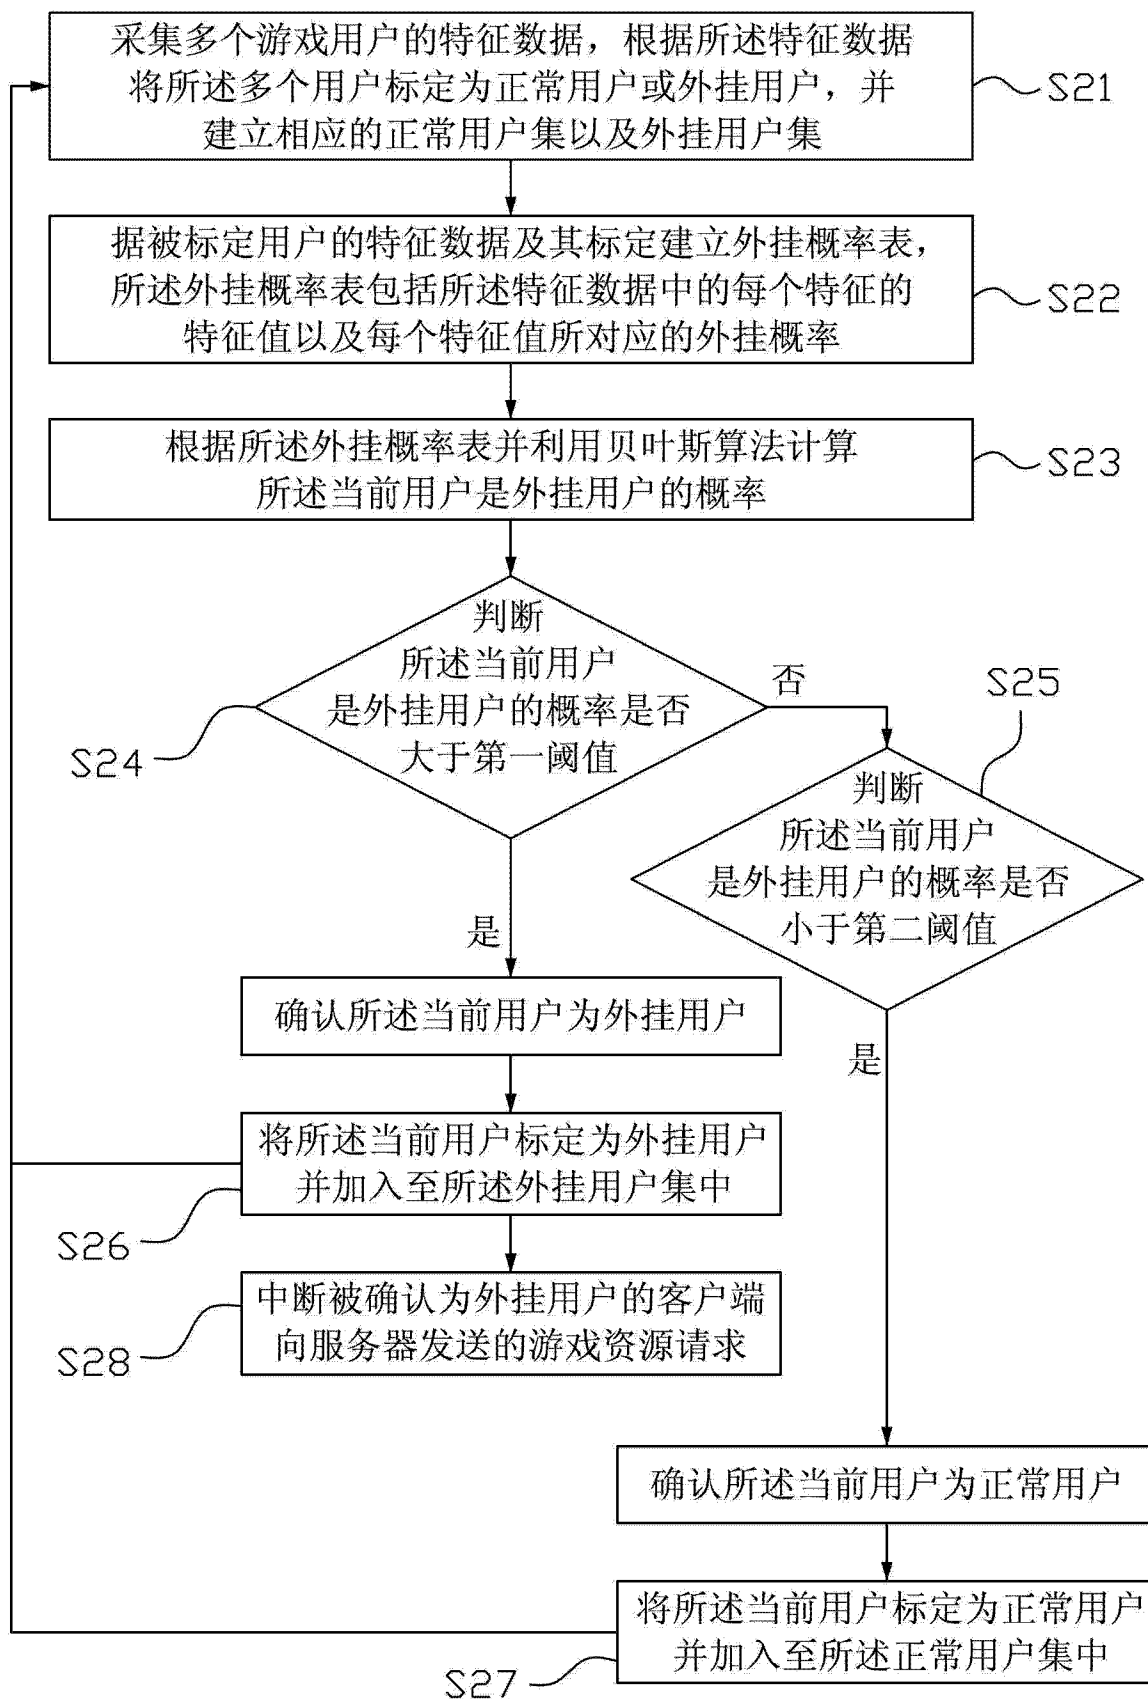 采集多个游戏用户的特征数据，根据所述特征数据
将所述多个用户标定为正常用户或外挂用户，并
建立相应的正常用户集以及外挂用户集
S21
据被标定用户的特征数据及其标定建立外挂概率表，
所述外挂概率表包括所述特征数据中的每个特征的
特征值以及每个特征值所对应的外挂概率
S22
根据所述外挂概率表并利用贝叶斯算法计算
所述当前用户是外挂用户的概率
S23
判断
所述当前用户
是外挂用户的概率是否
大于第一阈值
S24
否
S25
判断
所述当前用户
是外挂用户的概率是否
小于第二阈值
是
确认所述当前用户为外挂用户
是
将所述当前用户标定为外挂用户
并加入至所述外挂用户集中
S26
中断被确认为外挂用户的客户端
向服务器发送的游戏资源请求
S28
确认所述当前用户为正常用户
将所述当前用户标定为正常用户
并加入至所述正常用户集中
S27